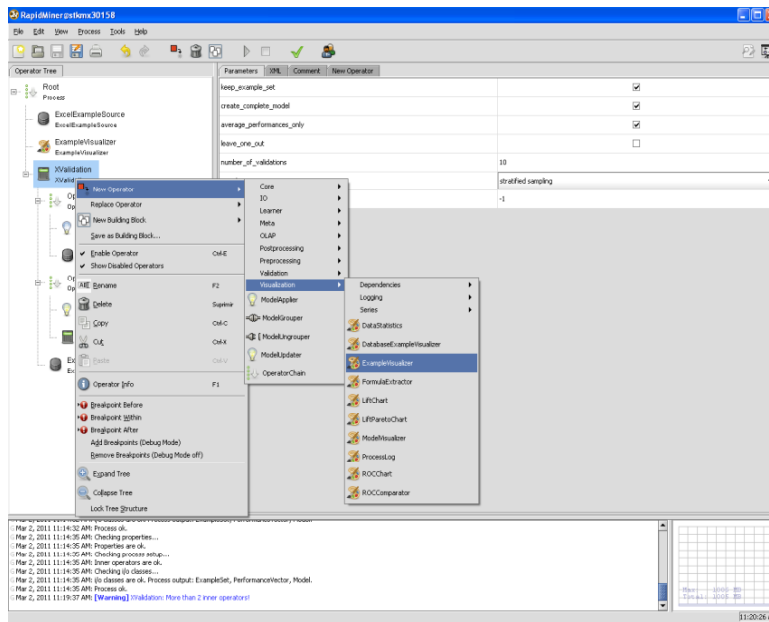 RapidMiner@stkmx30158
File Edit View Process Tools Help
Operator Tree
Parameters XML Comment New Operator
Root
Process
ExcelExampleSource
ExcelExampleSource
ExampleVisualizer
ExampleVisualizer
XValidation
keep_example_set
create_complete_model
average_performances_only
leave_one_out
number_of_validations 10
stratified sampling
-1
New Operator
Replace Operator
New Building Block
Save as Building Block...
Enable Operator Ctrl-E
Show Disabled Operators
Rename F2
Delete Suprimir
Copy Ctrl-C
Cut Ctrl-X
Paste Ctrl-V
Operator Info F1
Breakpoint Before
Breakpoint Within
Breakpoint After
Add Breakpoints (Debug Mode)
Remove Breakpoints (Debug Mode off)
Expand Tree
Collapse Tree
Lock Tree Structure
Core
IO
Learner
Meta
OLAP
Postprocessing
Preprocessing
Validation
Visualization
ModelApplier
ModelGrouper
ModelUngrouper
ModelUpdater
OperatorChain
Dependencies
Logging
Series
DataStatistics
DatabaseExampleVisualizer
ExampleVisualizer
FormulaExtractor
LiftChart
LiftParetoChart
ModelVisualizer
ProcessLog
ROCChart
ROCComparator
Mar 2, 2011 11:14:32 AM: Process ok.
Mar 2, 2011 11:14:35 AM: Checking properties...
Mar 2, 2011 11:14:35 AM: Properties are ok.
Mar 2, 2011 11:14:35 AM: Checking process setup...
Mar 2, 2011 11:14:35 AM: Inner operators are ok.
Mar 2, 2011 11:14:35 AM: Checking i/o classes...
Mar 2, 2011 11:14:35 AM: i/o classes are ok. Process output: ExampleSet, PerformanceVector, Model.
Mar 2, 2011 11:14:35 AM: Process ok.
Mar 2, 2011 11:19:37 AM: [Warning] XValidation: More than 2 inner operators!
Max: 1005 MB
Total: 1005 MB
11:20:26